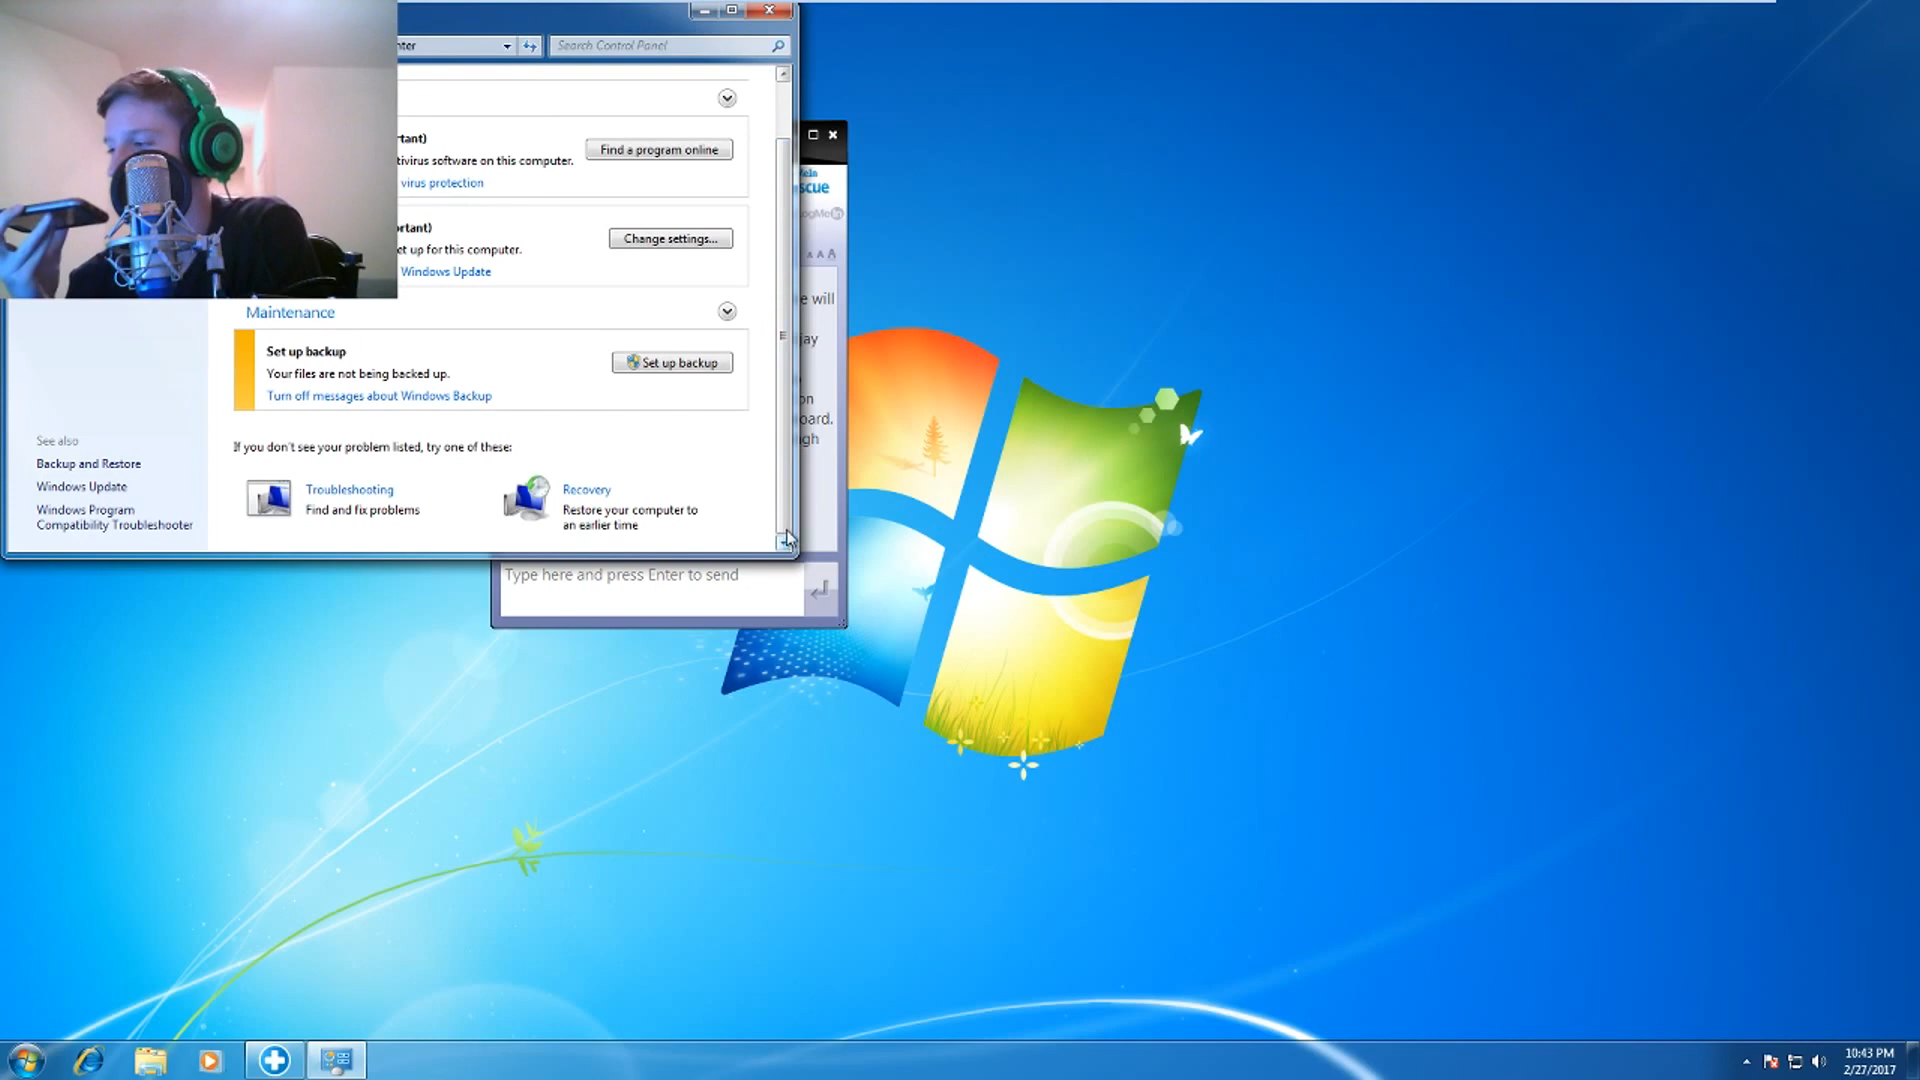 nter
Search Control Panel
rtant)
tivirus software on this computer.
Find a program online
virus protection
ortant)
et up for this computer.
Change settings...
Windows Update
Maintenance
Set up backup
Your files are not being backed up.
Set up backup
Turn off messages about Windows Backup
See also
Backup and Restore
Windows Update
Windows Program
Compatibility Troubleshooter
If you don't see your problem listed, try one of these:
Troubleshooting
Find and fix problems
Recovery
Restore your computer to
an earlier time
MeIn
scue
ogMeIn
A A A
e will
jay
on
oard.
gh
Type here and press Enter to send
10:43 PM
2/27/2017